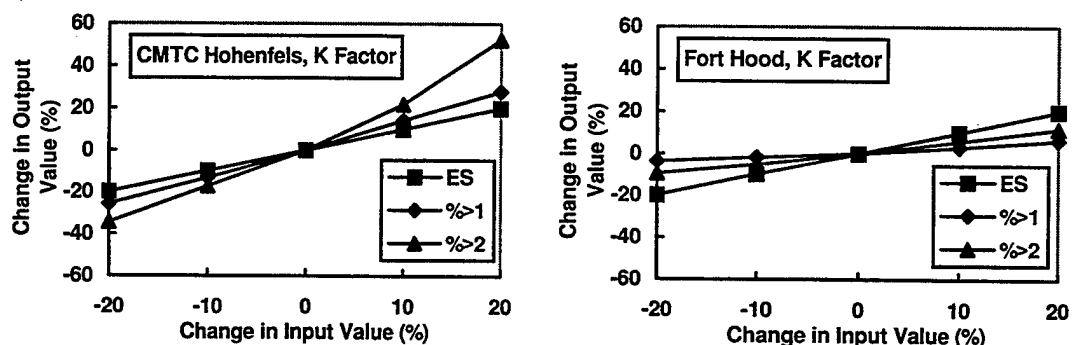 CMTC Hohenfels, K Factor
Change in Output
Value (%)
60
40
20
0
-20
-40
-60
ES
%>1
%>2
-20 -10 0 10 20
Change in Input Value (%)
Fort Hood, K Factor
Change in Output
Value (%)
60
40
20
0
-20
-40
-60
ES
%>1
%>2
-20 -10 0 10 20
Change in Input Value (%)